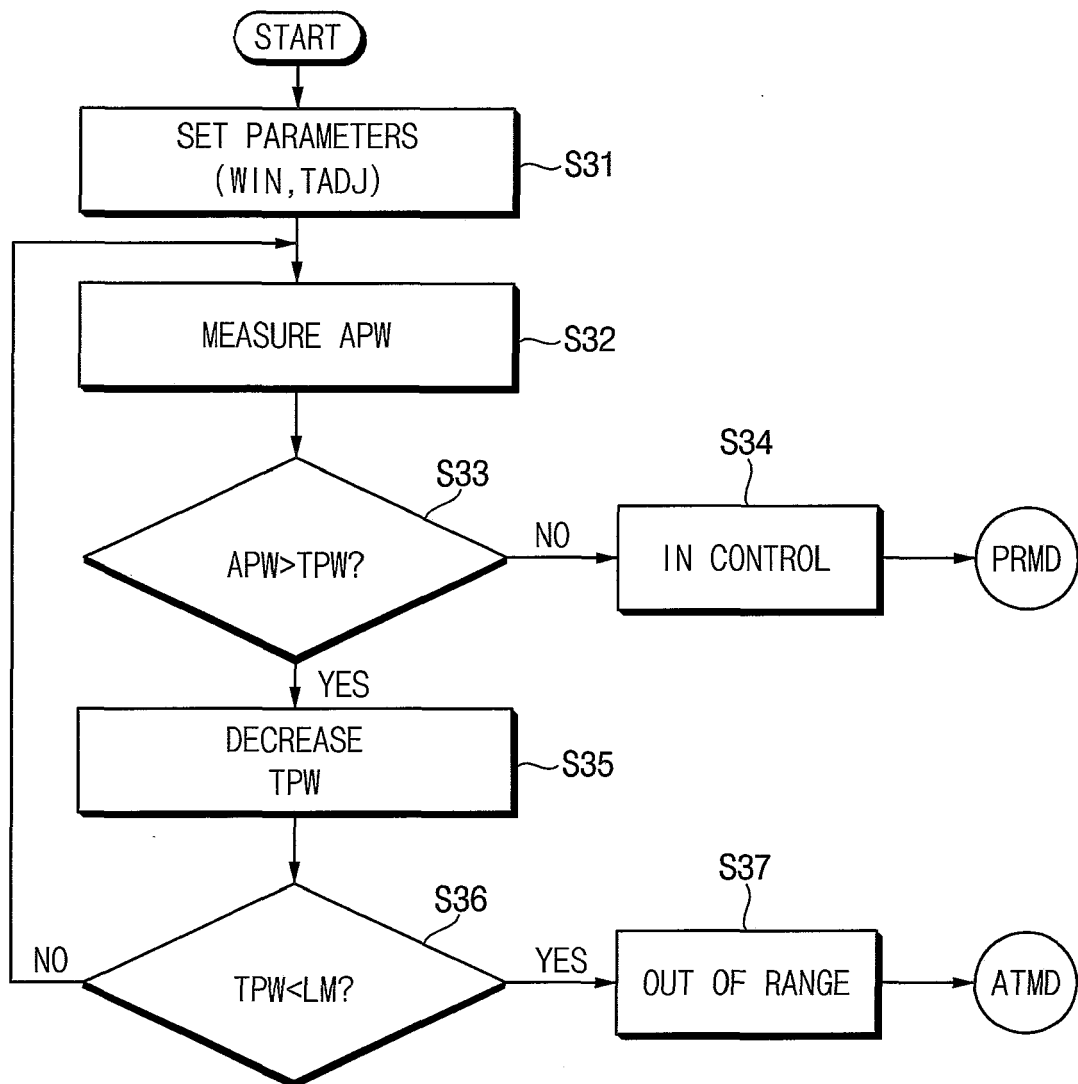 START
SET PARAMETERS
(WIN,TADJ)
S31
MEASURE APW
S32
S33
APW>TPW?
NO
S34
IN CONTROL
PRMD
YES
DECREASE
TPW
S35
S36
TPW<LM?
NO
YES
S37
OUT OF RANGE
ATMD